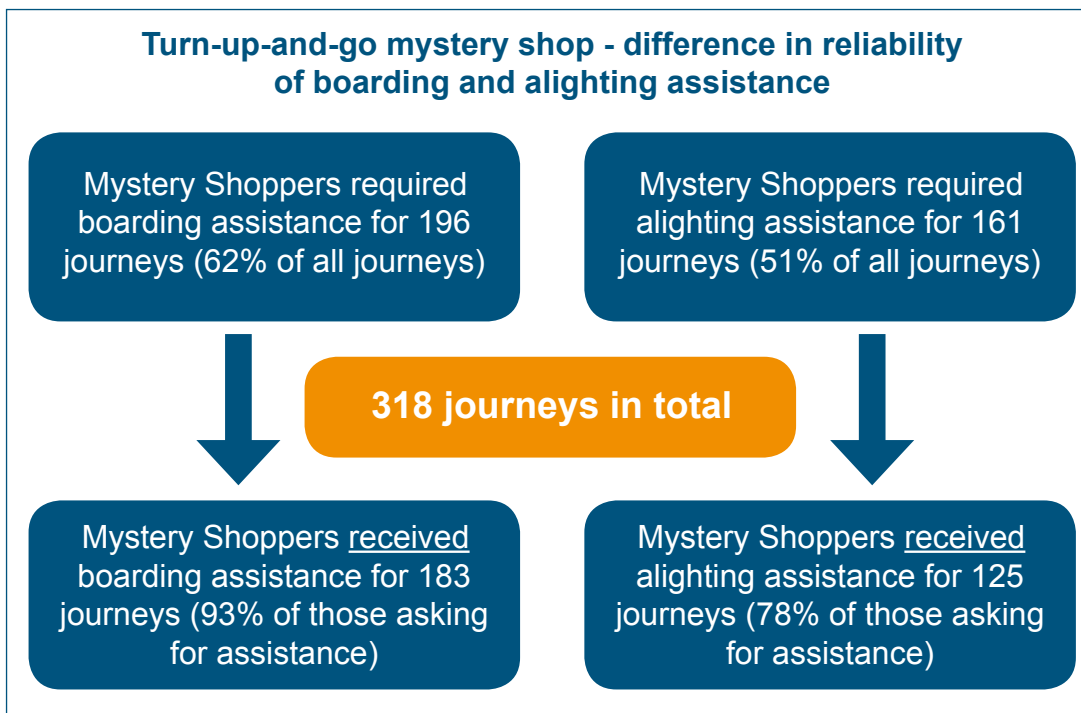 Turn-up-and-go mystery shop - difference in reliability
of boarding and alighting assistance
Mystery Shoppers required
boarding assistance for 196
journeys (62% of all journeys)
Mystery Shoppers required
alighting assistance for 161
journeys (51% of all journeys)
318 journeys in total
Mystery Shoppers received
boarding assistance for 183
journeys (93% of those asking
for assistance)
Mystery Shoppers received
alighting assistance for 125
journeys (78% of those asking
for assistance)